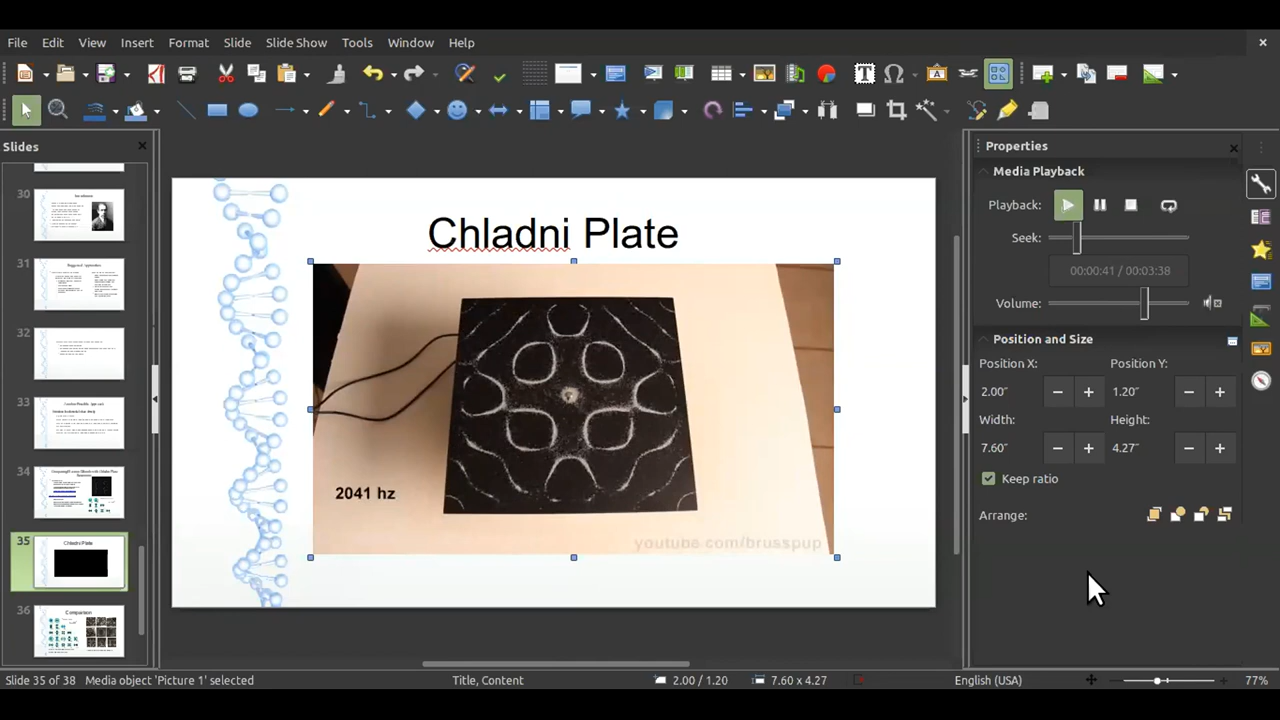 File Edit View Insert Format Slide Slide Show Tools Window Help
Slides
30
31
32
33
34
35
Chladni Plate
36
Comparison
Chladni Plate
2041 hz
youtube.com/brusspup
Properties
Media Playback
Playback:
Seek:
00:00:41 / 00:03:38
Volume:
Position and Size
Position X: Position Y:
2.00″ 1.20″
Width: Height:
7.60″ 4.27″
Keep ratio
Arrange:
Slide 35 of 38 Media object 'Picture 1' selected Title, Content 2.00 / 1.20 7.60 x 4.27 English (USA) 77%